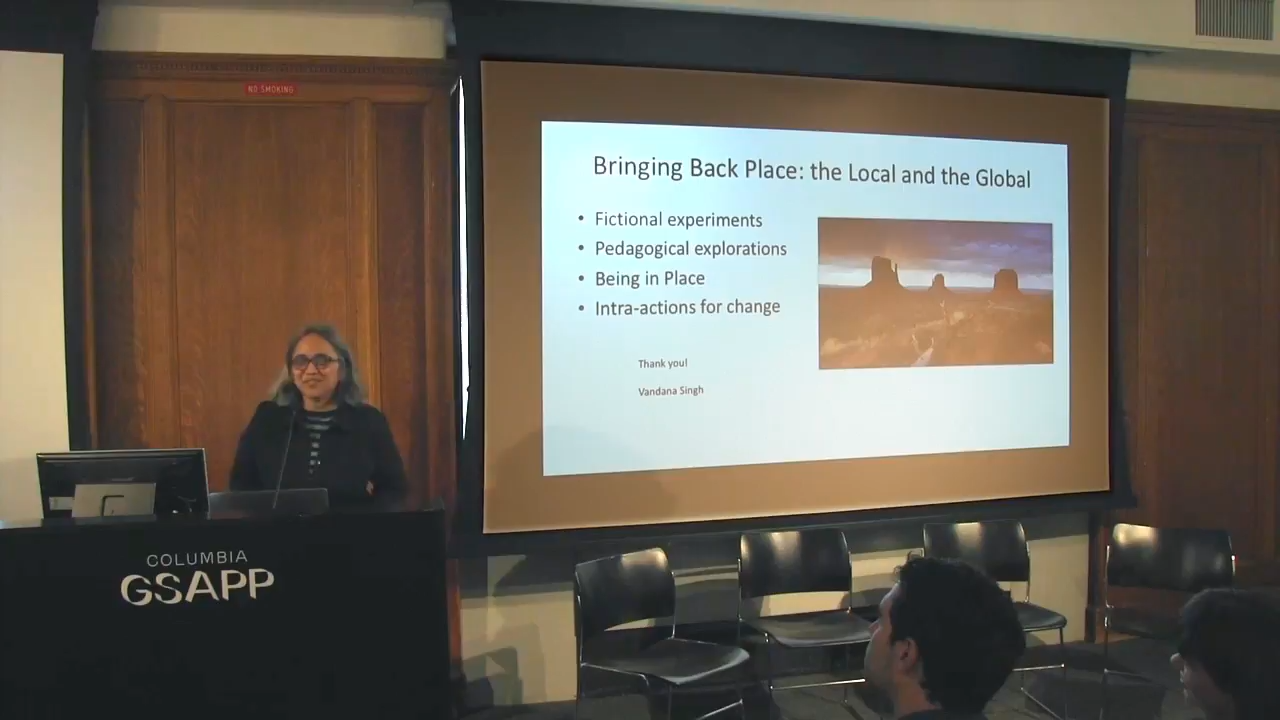 NO SMOKING
Bringing Back Place: the Local and the Global
• Fictional experiments
• Pedagogical explorations
• Being in Place
• Intra-actions for change
Thank you!
Vandana Singh
COLUMBIA
GSAPP